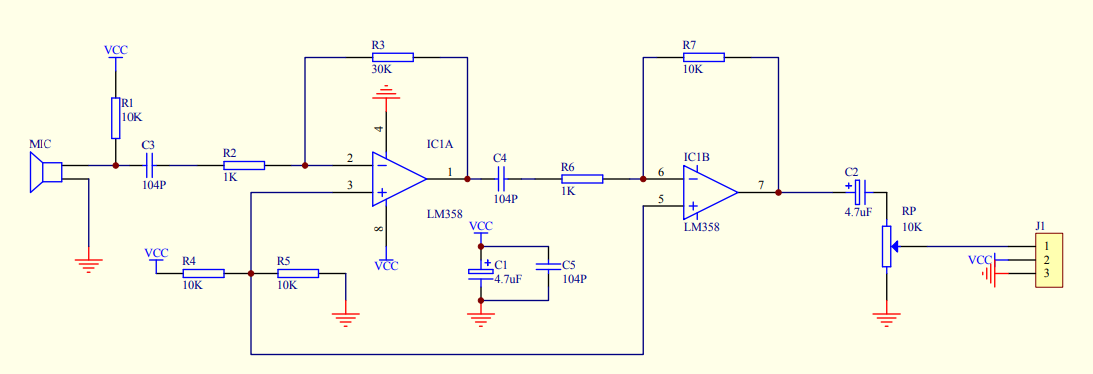 VCC
R1
10K
MIC
C3
104P
R2
1K
R3
30K
4
2
3
1
8
IC1A
LM358
VCC
VCC
R4
10K
R5
10K
C4
104P
VCC
C1
4.7uF
C5
104P
R6
1K
R7
10K
IC1B
6
5
7
LM358
C2
4.7uF
RP
10K
J1
1
VCC
2
3